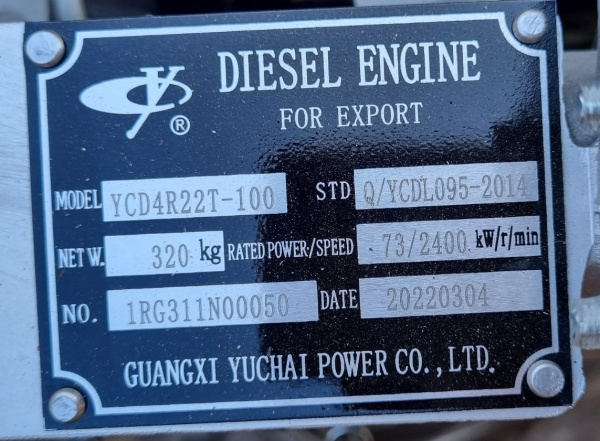 DIESEL ENGINE
®
FOR EXPORT
MODEL YCD4R22T-100 STD Q/YCDL095-2014
NET W. 320 kg RATED POWER/SPEED 73/2400 kW/r/min
NO. 1RG311N00050 DATE 20220304
GUANGXI YUCHAI POWER CO., LTD.